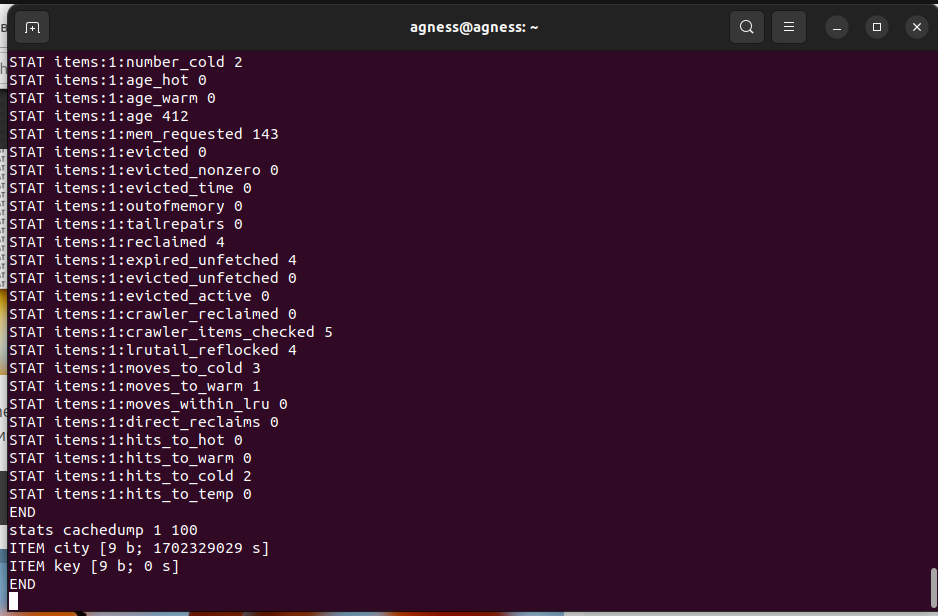 agness@agness: ~
STAT items:1:number_cold 2
STAT items:1:age_hot 0
STAT items:1:age_warm 0
STAT items:1:age 412
STAT items:1:mem_requested 143
STAT items:1:evicted 0
STAT items:1:evicted_nonzero 0
STAT items:1:evicted_time 0
STAT items:1:outofmemory 0
STAT items:1:tailrepairs 0
STAT items:1:reclaimed 4
STAT items:1:expired_unfetched 4
STAT items:1:evicted_unfetched 0
STAT items:1:evicted_active 0
STAT items:1:crawler_reclaimed 0
STAT items:1:crawler_items_checked 5
STAT items:1:lrutail_reflocked 4
STAT items:1:moves_to_cold 3
STAT items:1:moves_to_warm 1
STAT items:1:moves_within_lru 0
STAT items:1:direct_reclaims 0
STAT items:1:hits_to_hot 0
STAT items:1:hits_to_warm 0
STAT items:1:hits_to_cold 2
STAT items:1:hits_to_temp 0
END
stats cachedump 1 100
ITEM city [9 b; 1702329029 s]
ITEM key [9 b; 0 s]
END